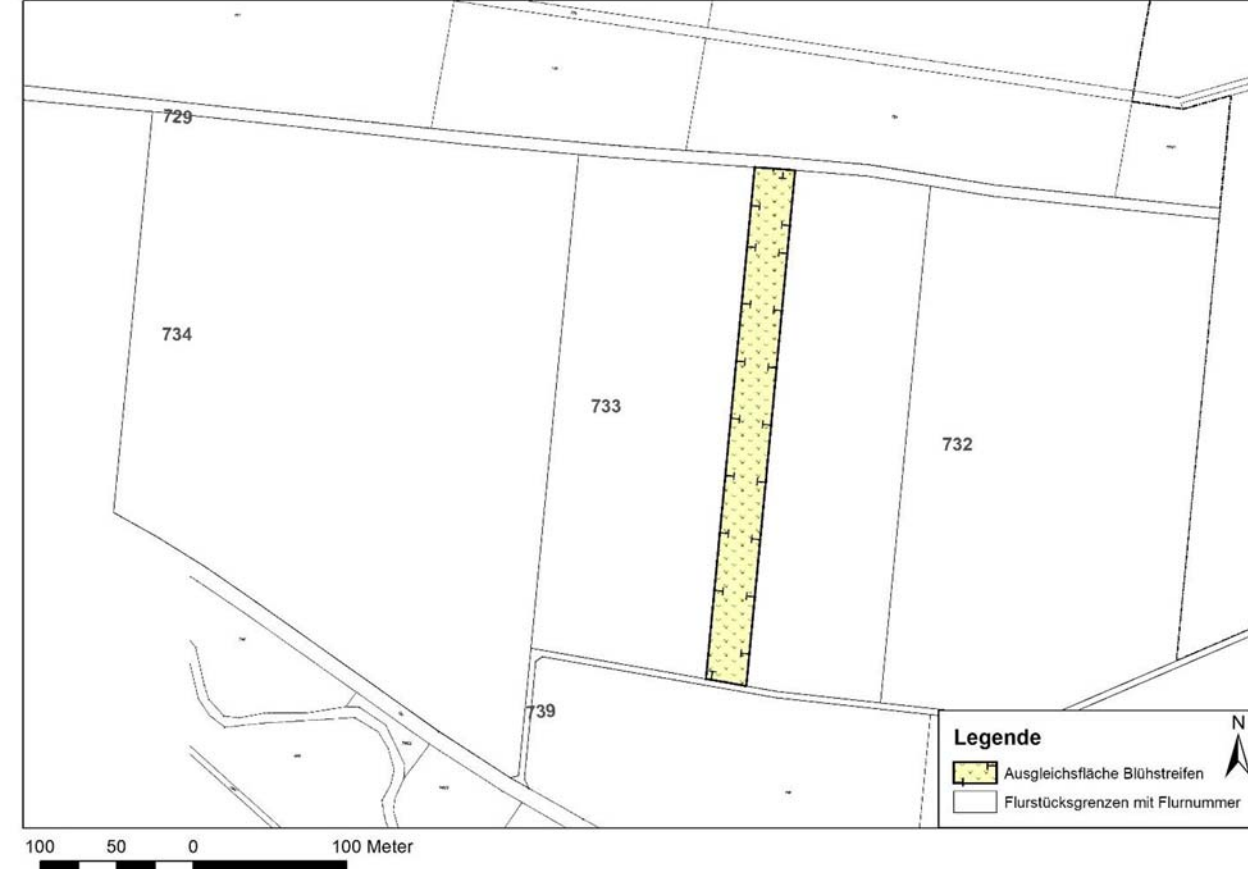 729
734
733
732
739
Legende
N
Ausgleichsfläche Blühstreifen
Flurstücksgrenzen mit Flurnummer
100 50 0 100 Meter